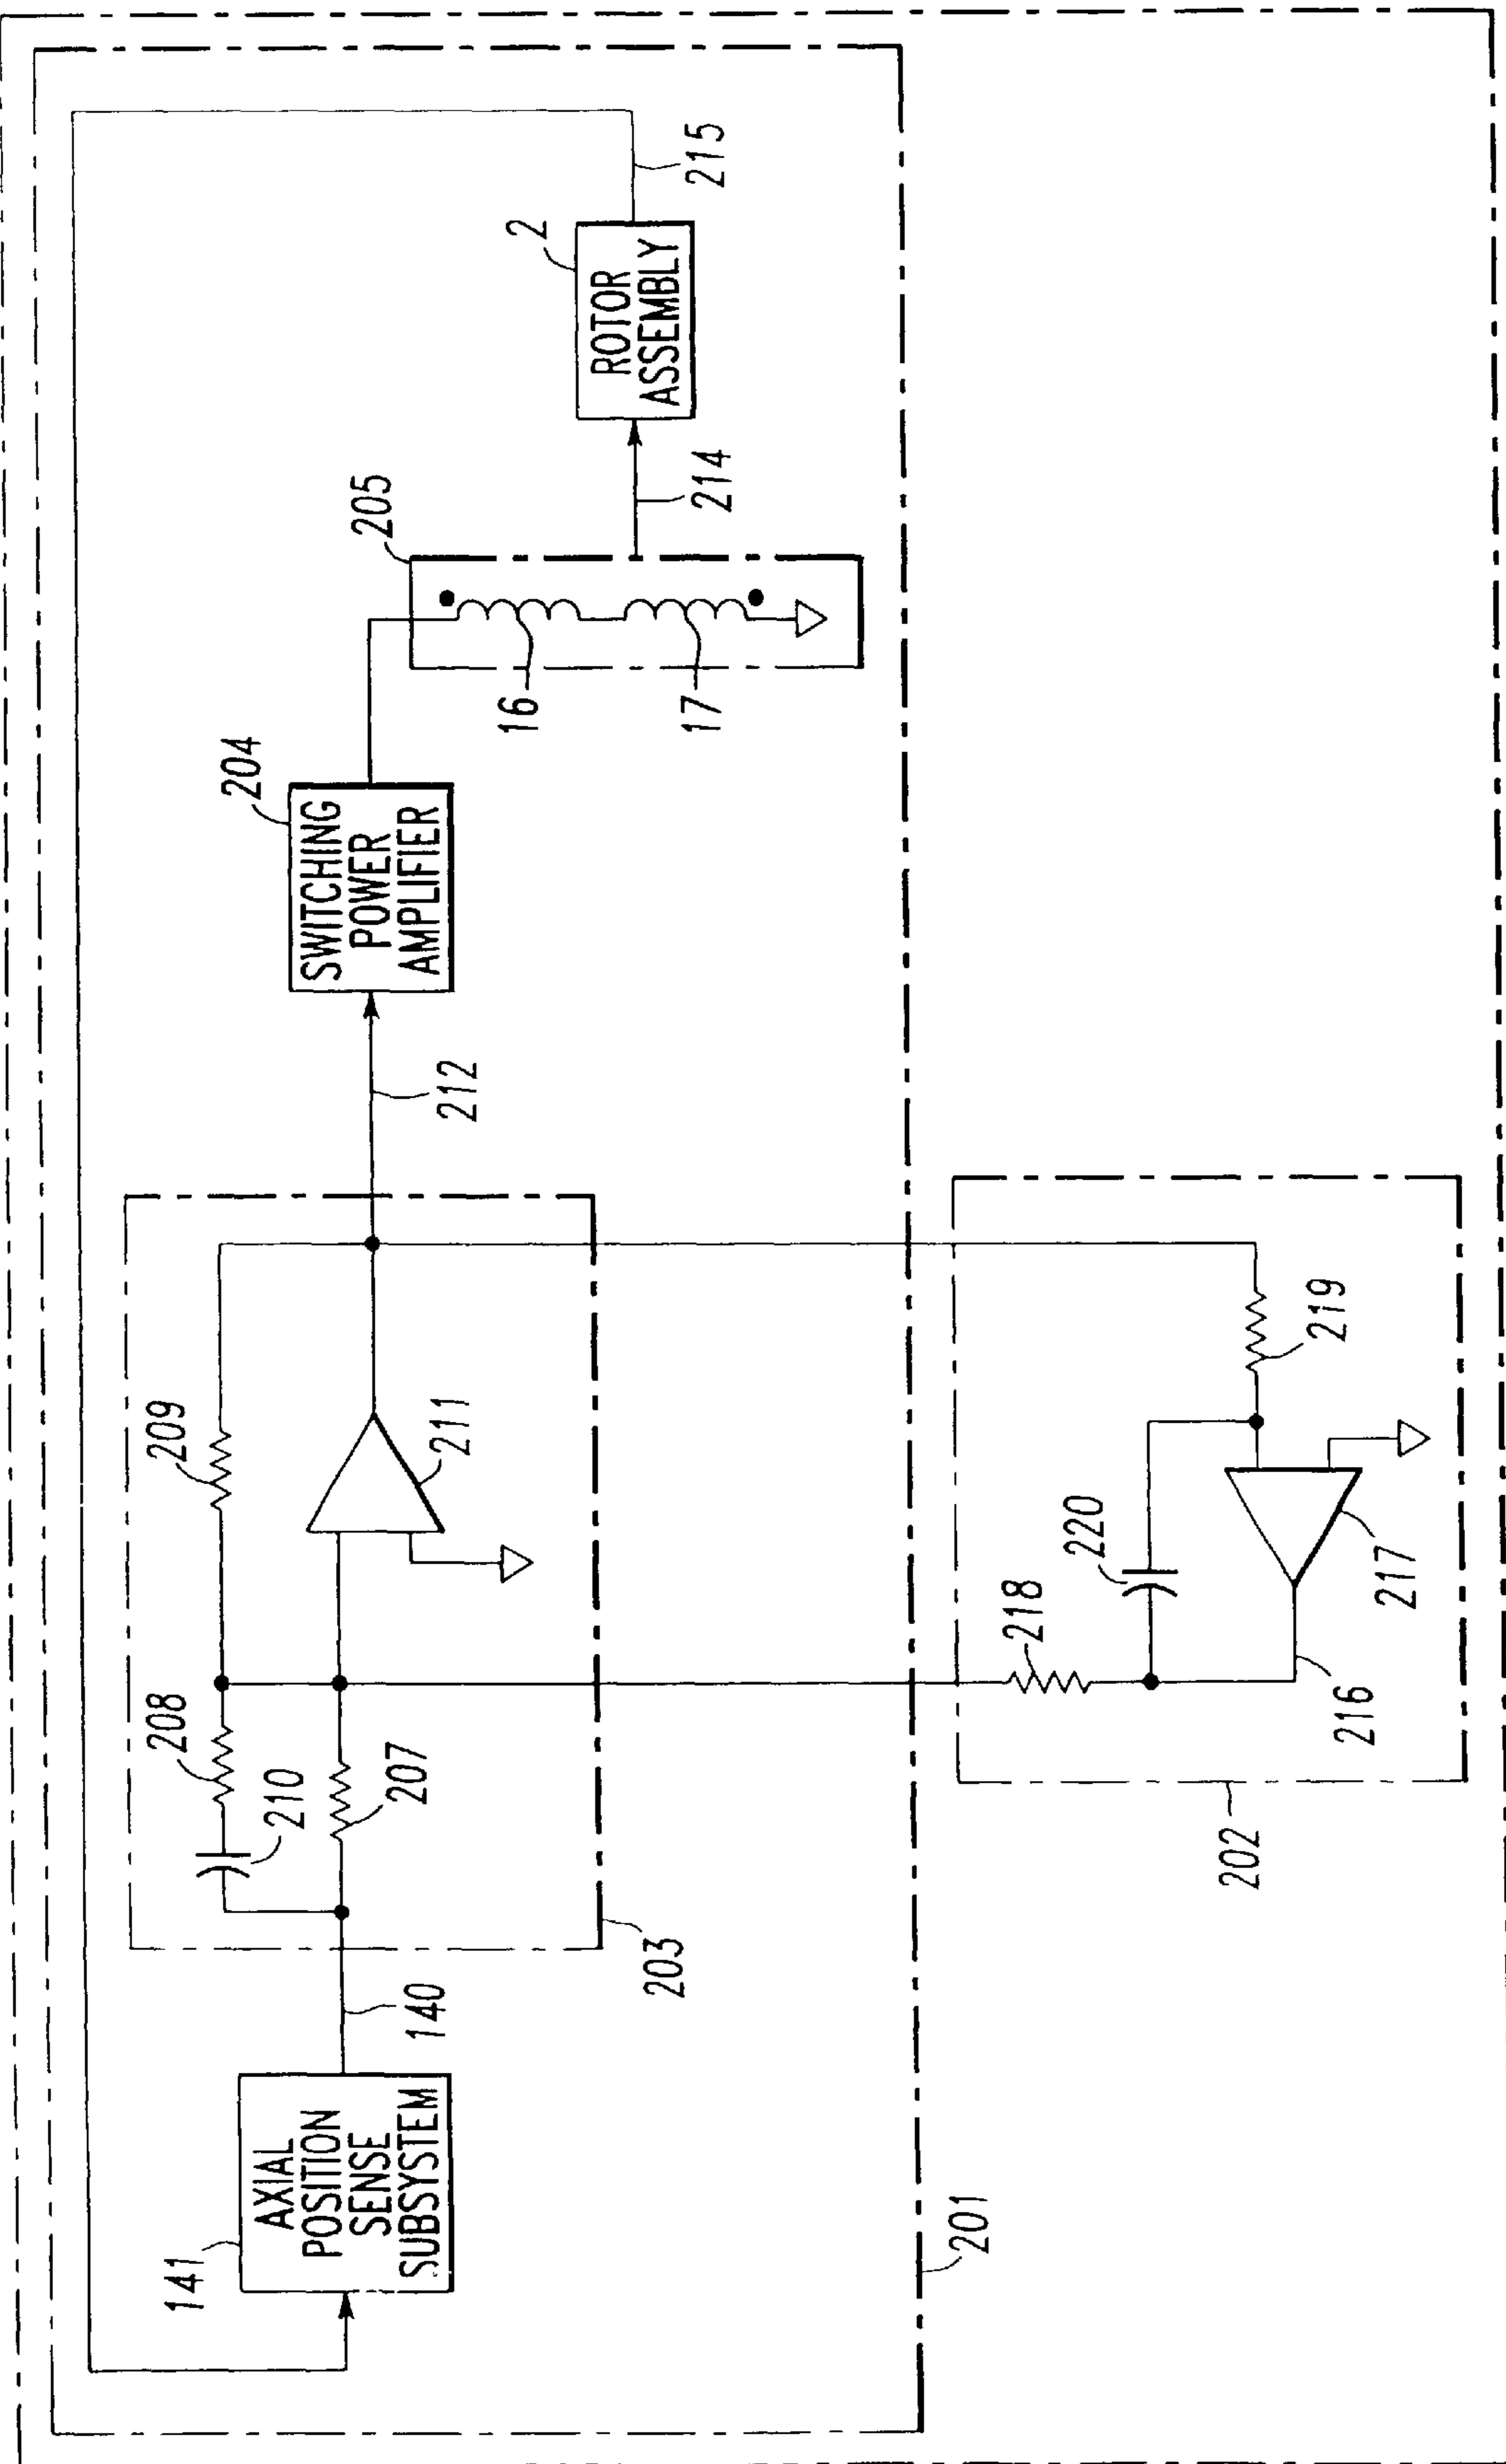 141
AXIAL
POSITION
SENSE
SUBSYSTEM
140
203
208
210
207
209
211
212
204
SWITCHING
POWER
AMPLIFIER
205
16
17
214
2
ROTOR
ASSEMBLY
215
201
202
218
220
216
217
219